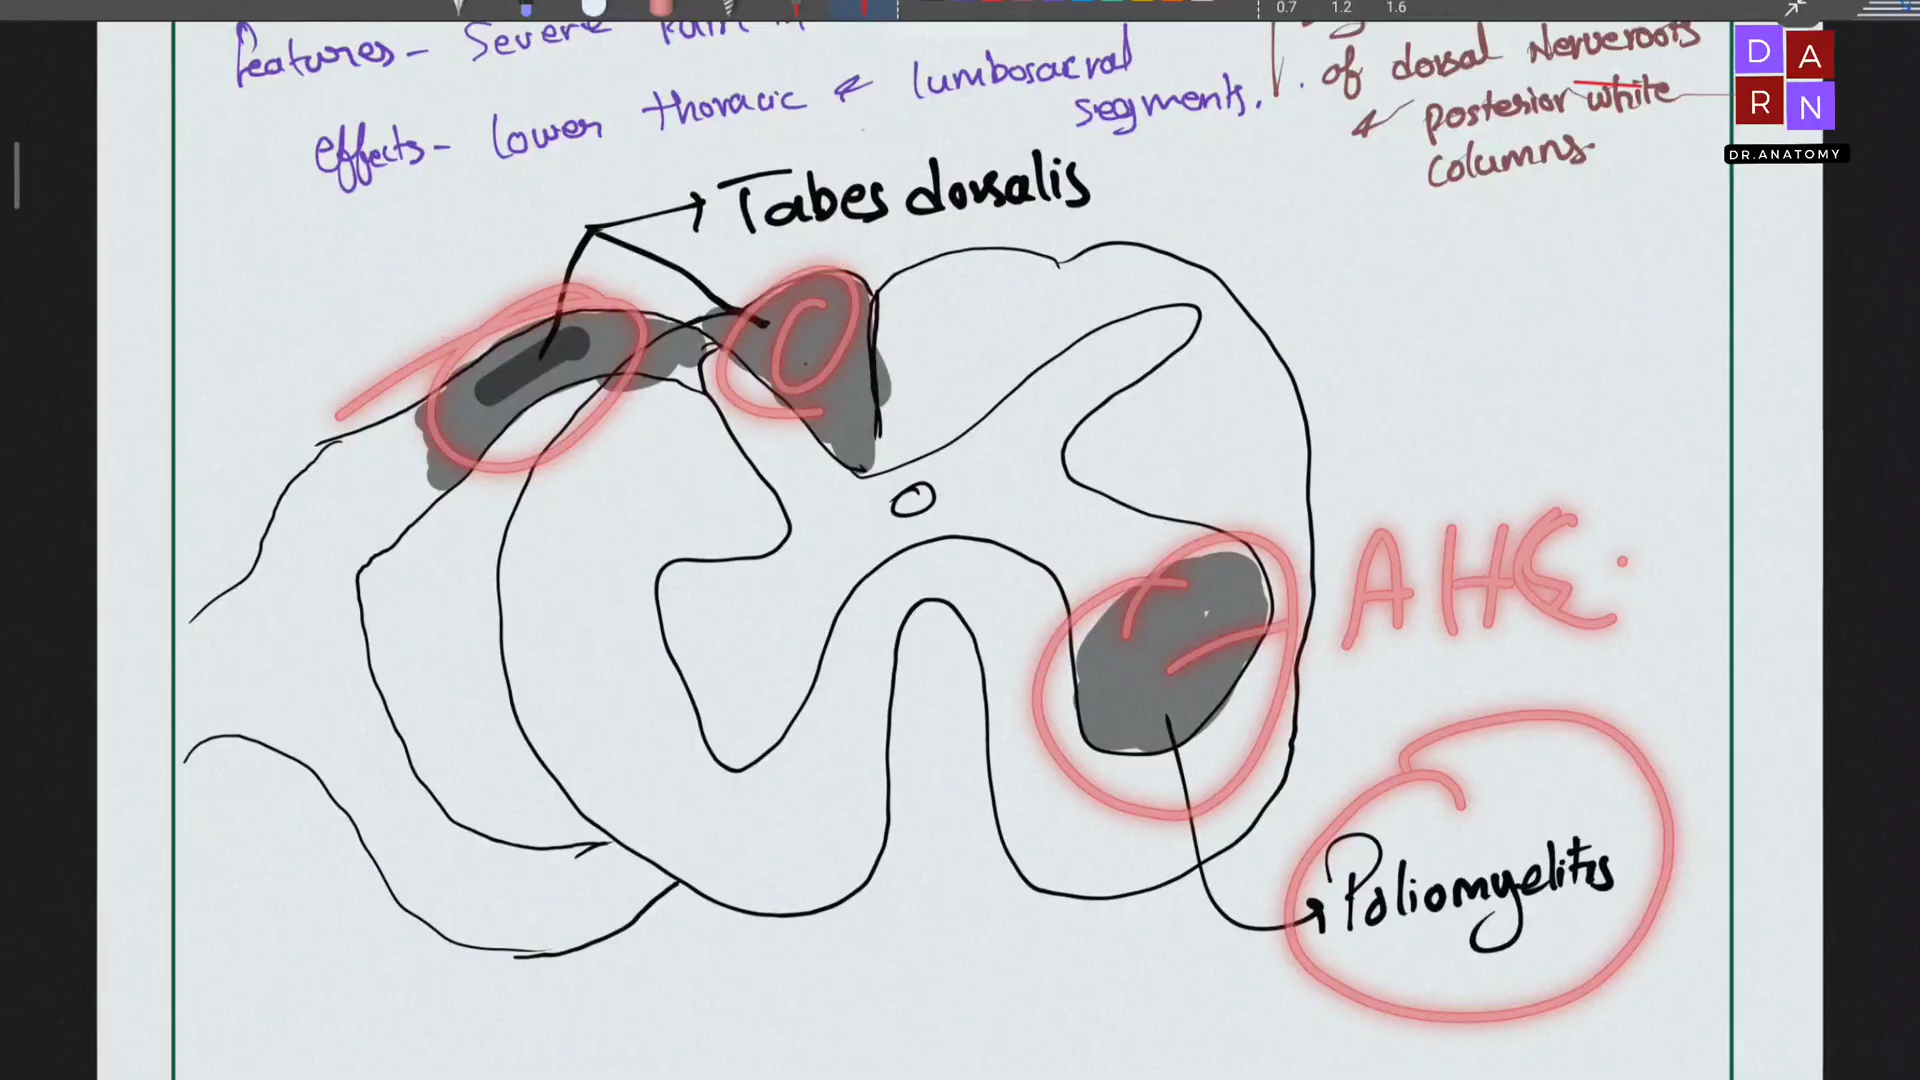 0.7 1.2 1.6
features- Severe Pain
of dorsal Nerveroots
effects- lower thoracic & lumbosacral segments.
& posterior white columns.
D A
R N
DR.ANATOMY
Tabes dorsalis
AHC
Poliomyelitis